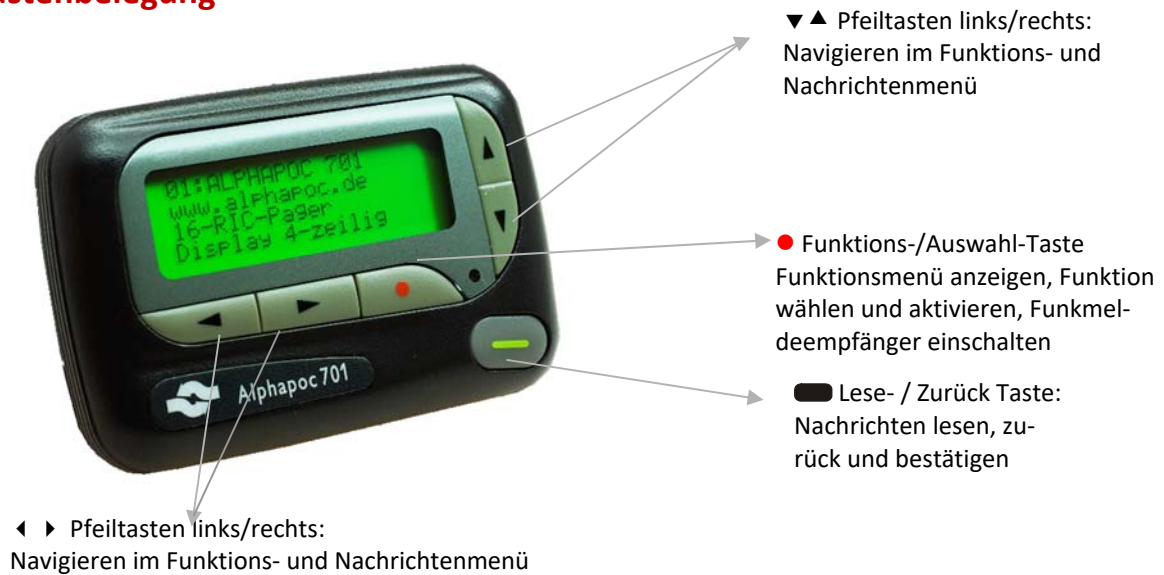 astenbelegung
▼▲ Pfeiltasten links/rechts:
Navigieren im Funktions- und
Nachrichtenmenü
01:ALPHAPOC 701
www.alphapoc.de
16-RIC-Pager
Display 4-zeilig
● Funktions-/Auswahl-Taste
Funktionsmenü anzeigen, Funktion
wählen und aktivieren, Funkmel-
deempfänger einschalten
Alphapoc 701
Lese- / Zurück Taste:
Nachrichten lesen, zu-
rück und bestätigen
◄ ► Pfeiltasten links/rechts:
Navigieren im Funktions- und Nachrichtenmenü